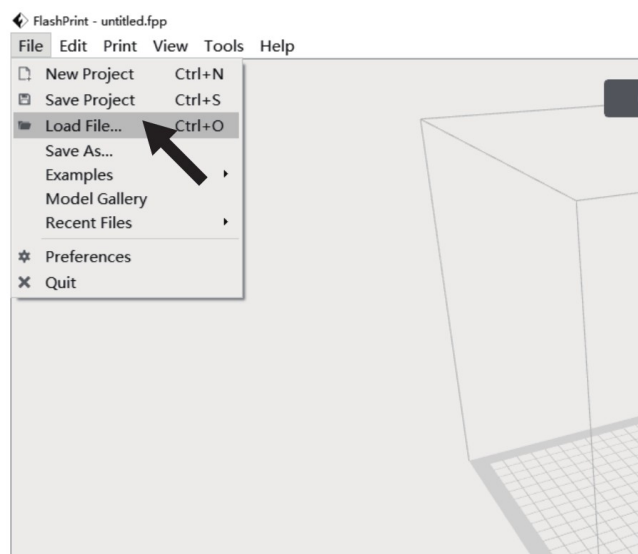 FlashPrint - untitled.fpp
File Edit Print View Tools Help
New Project Ctrl+N
Save Project Ctrl+S
Load File... Ctrl+O
Save As...
Examples
Model Gallery
Recent Files
Preferences
Quit